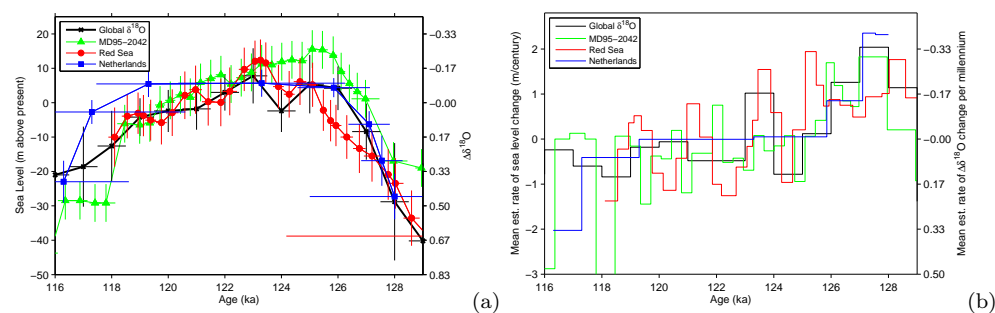 Global δ¹⁸O
MD95−2042
Red Sea
Netherlands
Sea Level (m above present)
25
20
10
0
−10
−20
−30
−40
−50
−0.33
−0.17
−0.00
0.17
0.33
0.50
0.67
0.83
Δδ¹⁸O
116 118 120 122 124 126 128
Age (ka)
(a)
Global δ¹⁸O
MD95−2042
Red Sea
Netherlands
Mean est. rate of sea level change (m/century)
2
1
0
−1
−2
−3
−0.33
−0.17
−0.00
0.17
0.33
0.50
Mean est. rate of Δδ¹⁸O change per millennium
116 118 120 122 124 126 128
Age (ka)
(b)